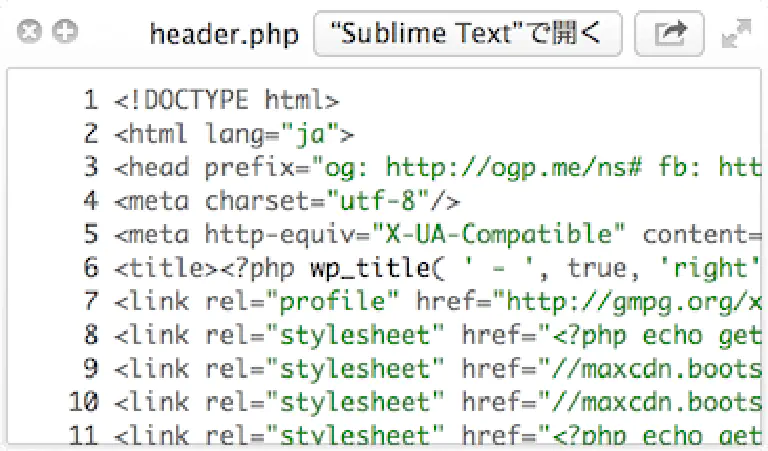 header.php “Sublime Text”で開く
1 <!DOCTYPE html>
2 <html lang="ja">
3 <head prefix="og: http://ogp.me/ns# fb: htt
4 <meta charset="utf-8"/>
5 <meta http-equiv="X-UA-Compatible" content=
6 <title><?php wp_title( ' - ', true, 'right'
7 <link rel="profile" href="http://gmpg.org/x
8 <link rel="stylesheet" href="<?php echo get
9 <link rel="stylesheet" href="//maxcdn.boots
10 <link rel="stylesheet" href="//maxcdn.boots
11 <link rel="stylesheet" href="<?php echo get